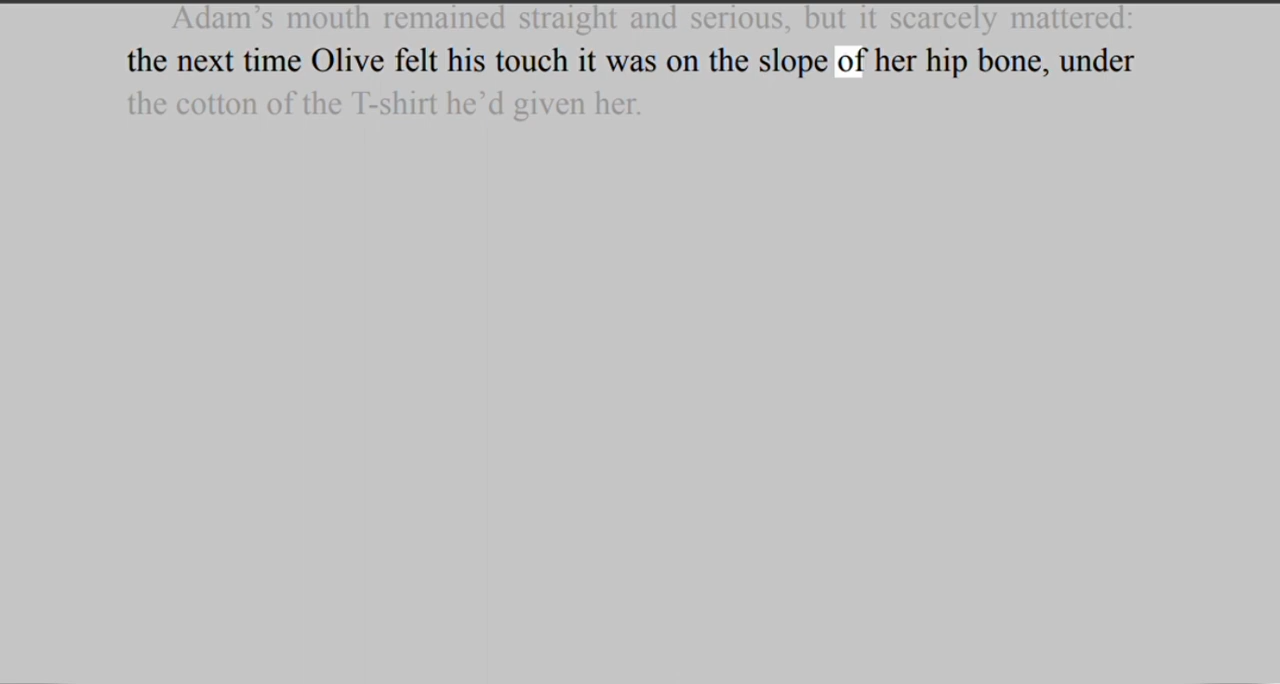 Adam’s mouth remained straight and serious, but it scarcely mattered:
the next time Olive felt his touch it was on the slope of her hip bone, under
the cotton of the T-shirt he’d given her.